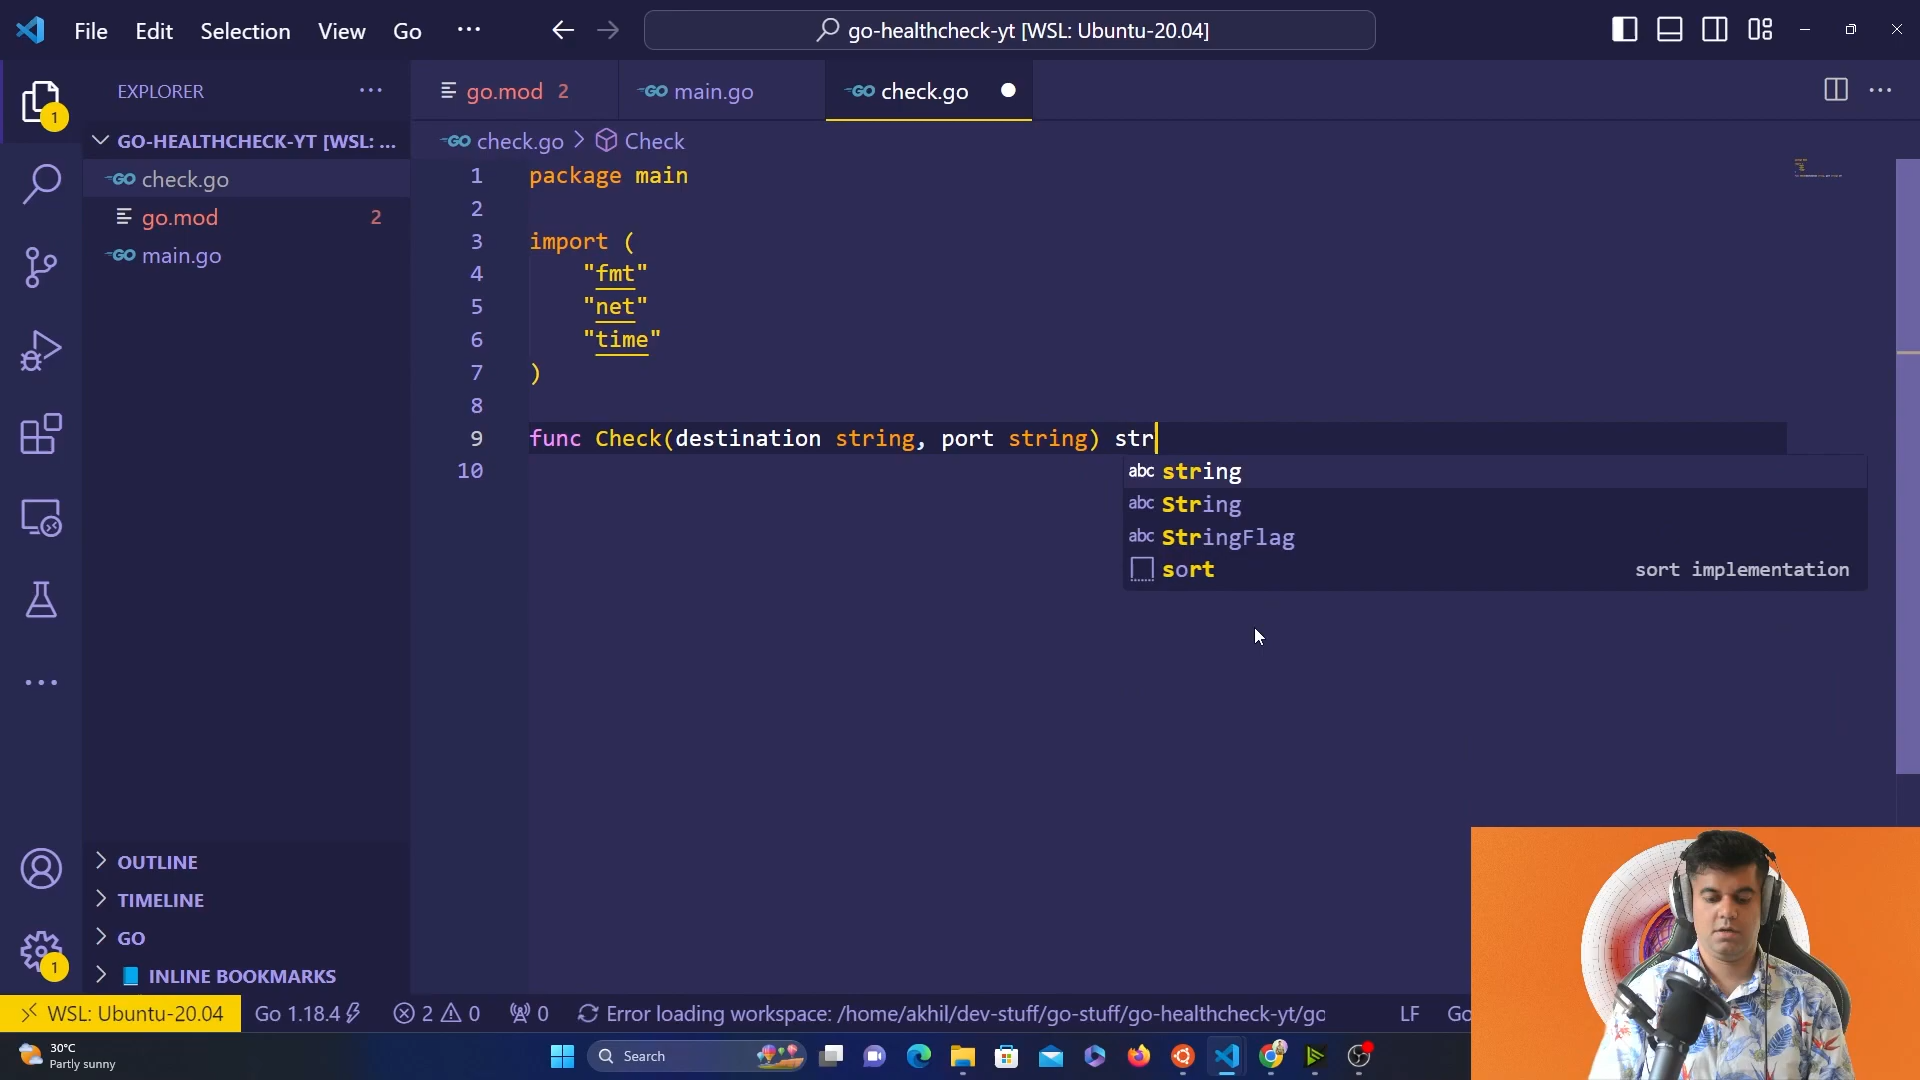 File Edit Selection View Go ···
go-healthcheck-yt [WSL: Ubuntu-20.04]
EXPLORER ···
go.mod 2
main.go
check.go
1
GO-HEALTHCHECK-YT [WSL: ...
check.go > Check
check.go
go.mod 2
main.go
1 package main
2
3 import (
4 "fmt"
5 "net"
6 "time"
7 )
8
9 func Check(destination string, port string) str
10
abc string
abc String
abc StringFlag
sort sort implementation
OUTLINE
TIMELINE
GO
INLINE BOOKMARKS
1
WSL: Ubuntu-20.04 Go 1.18.4 2 0 0 Error loading workspace: /home/akhil/dev-stuff/go-stuff/go-healthcheck-yt/go LF Go
30°C
Partly sunny
Search